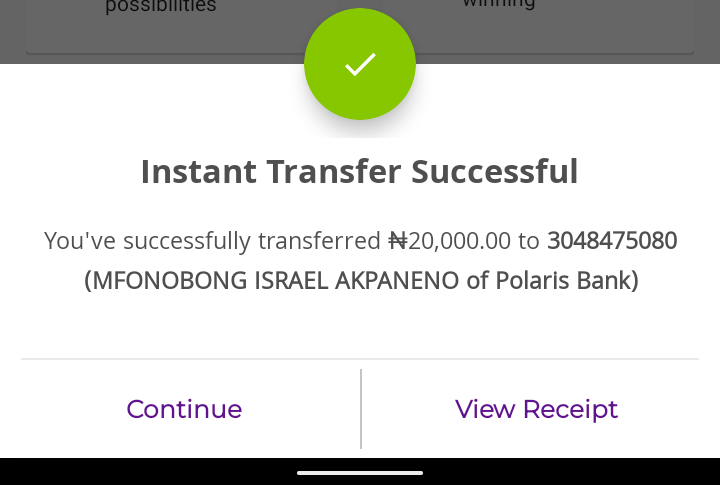 possibilities
winning
Instant Transfer Successful
You've successfully transferred ₦20,000.00 to 3048475080
(MFONOBONG ISRAEL AKPANENO of Polaris Bank)
Continue
View Receipt